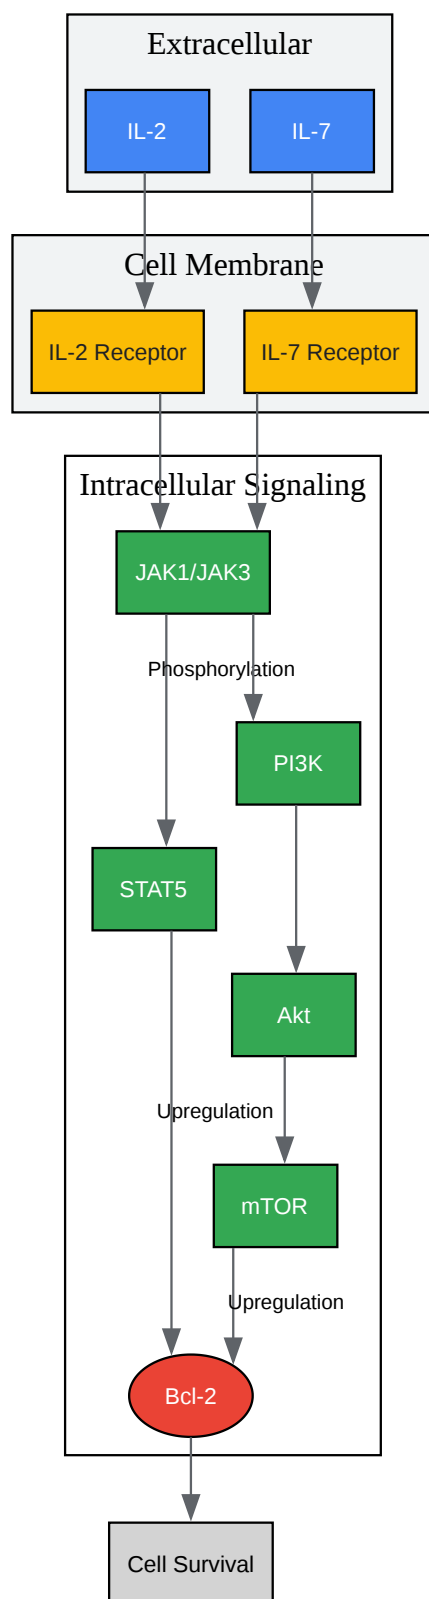 Extracellular
IL-2
IL-7
Cell Membrane
IL-2 Receptor
IL-7 Receptor
Intracellular Signaling
JAK1/JAK3
Phosphorylation
PI3K
STAT5
Akt
Upregulation
mTOR
Upregulation
Bcl-2
Cell Survival